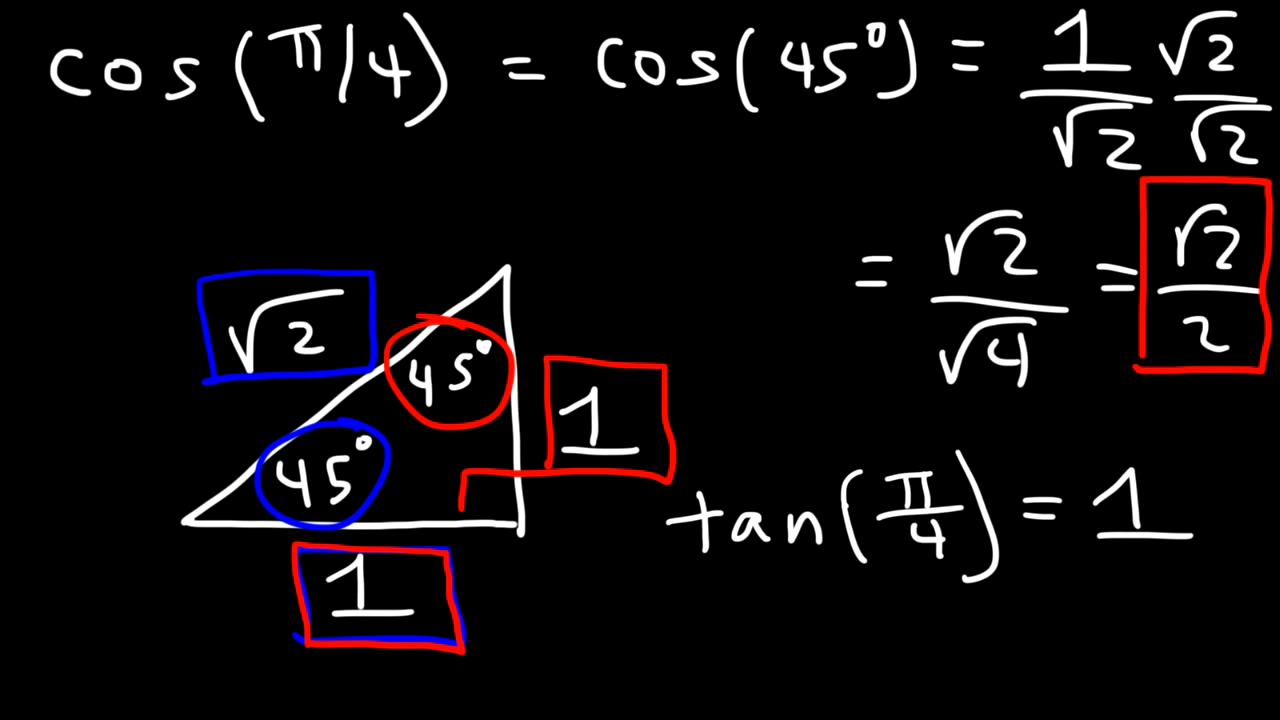 cos(π/4) = cos(45°) = 1/√2 √2/√2
= √2/√4 = √2/2
√2
45°
45°
1
1
tan(π/4) = 1